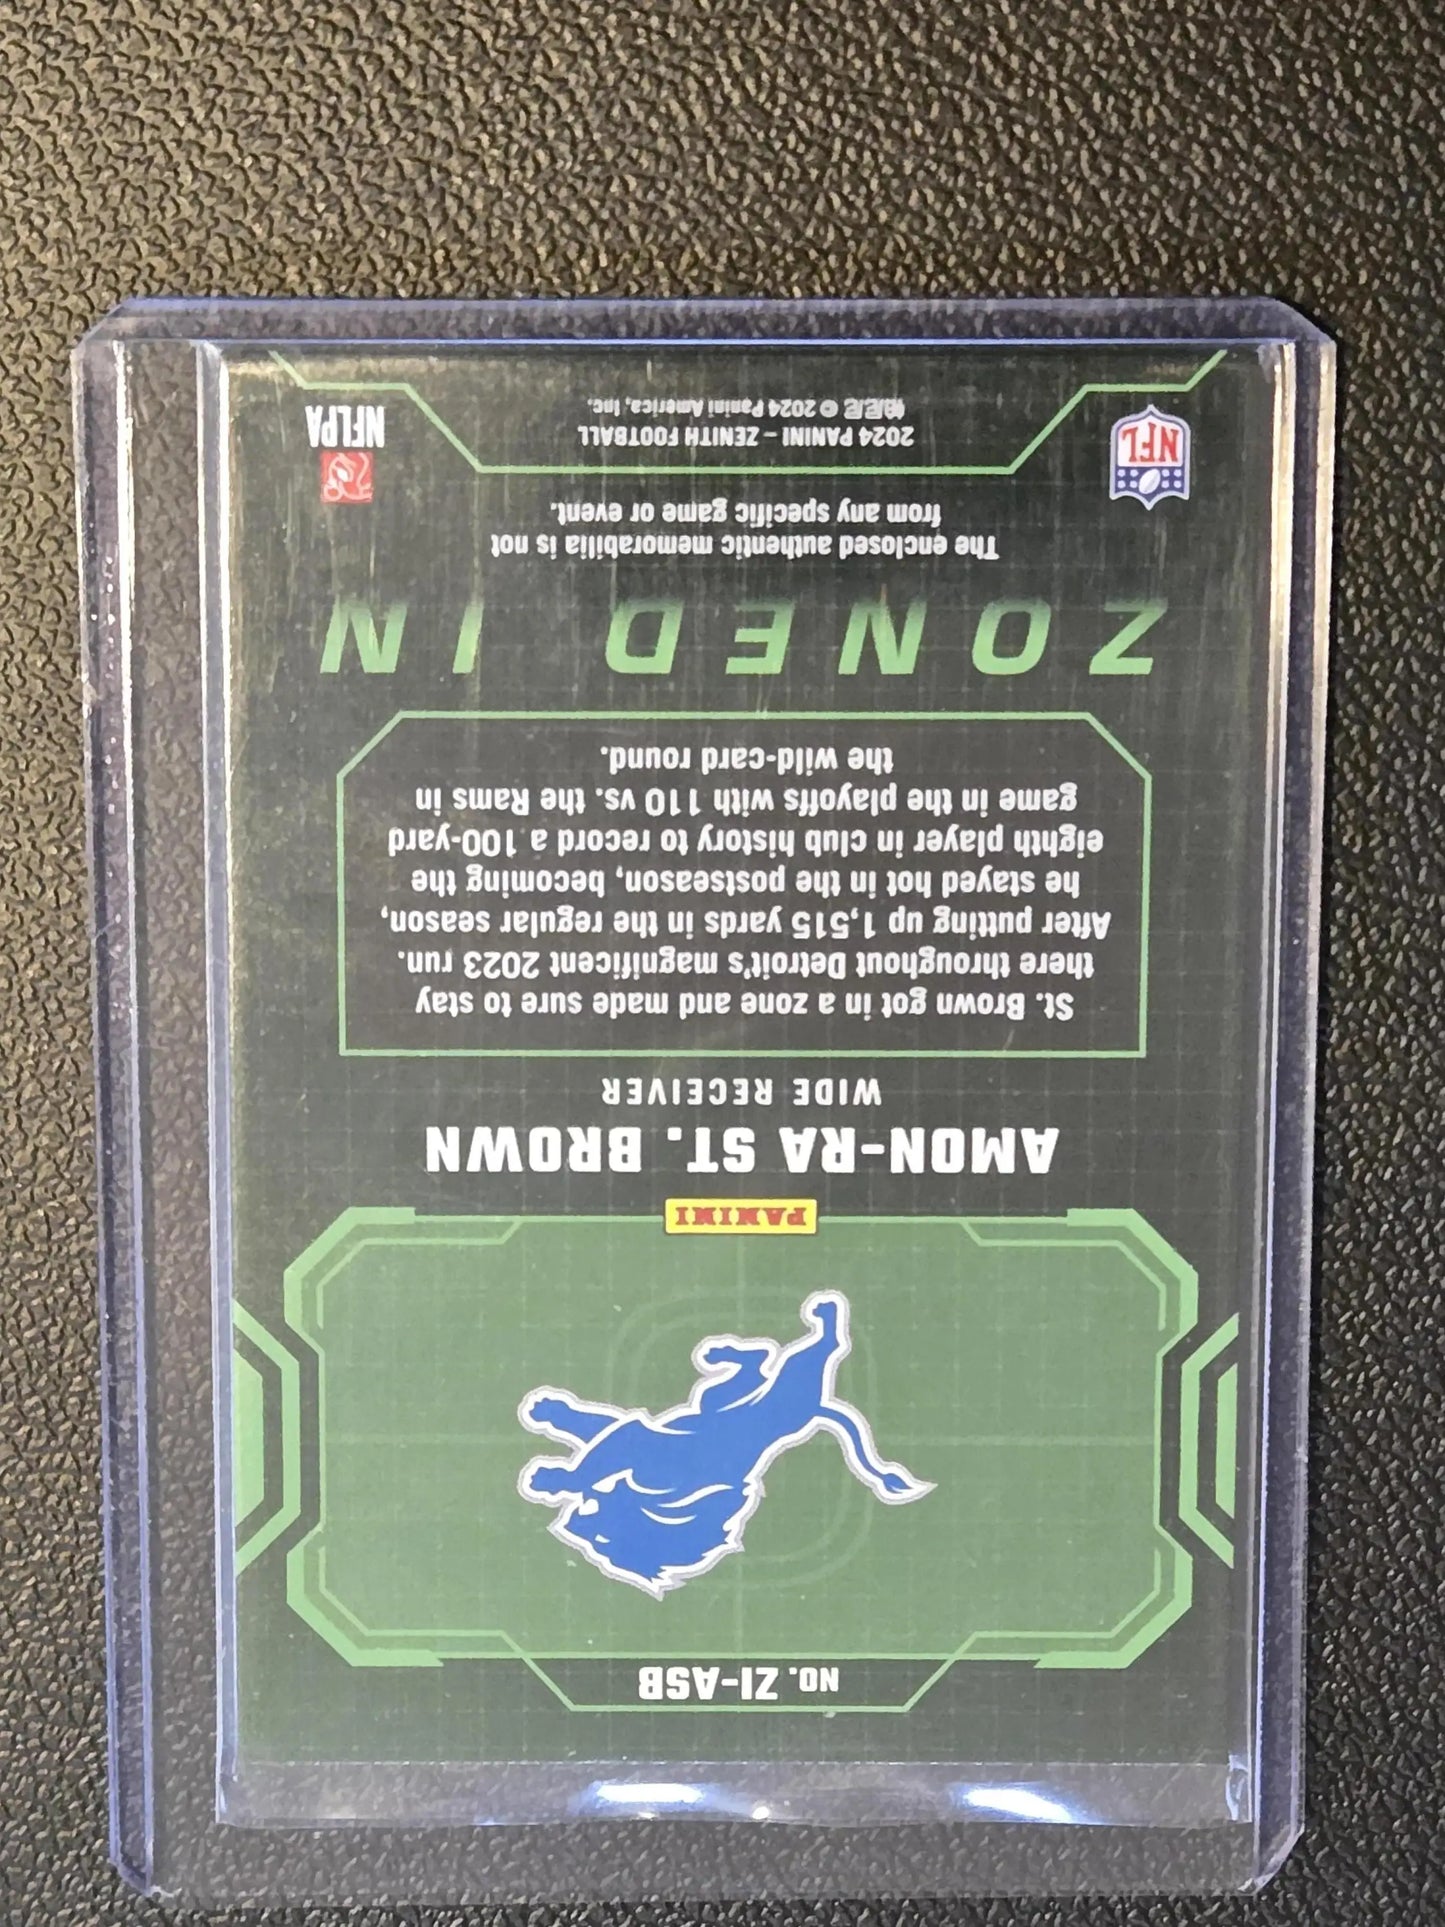 NO. ZI-ASB
PANINI
AMON-RA ST. BROWN
WIDE RECEIVER
St. Brown got in a zone and made sure to stay
there throughout Detroit's magnificent 2023 run.
After putting up 1,515 yards in the regular season,
he stayed hot in the postseason, becoming the
eighth player in club history to record a 100-yard
game in the playoffs with 110 vs. the Rams in
the wild-card round.
ZONED IN
The enclosed authentic memorabilia is not
from any specific game or event.
NFL
2024 PANINI – ZENITH FOOTBALL
帕尼尼 © 2024 Panini America, Inc.
NFLPA